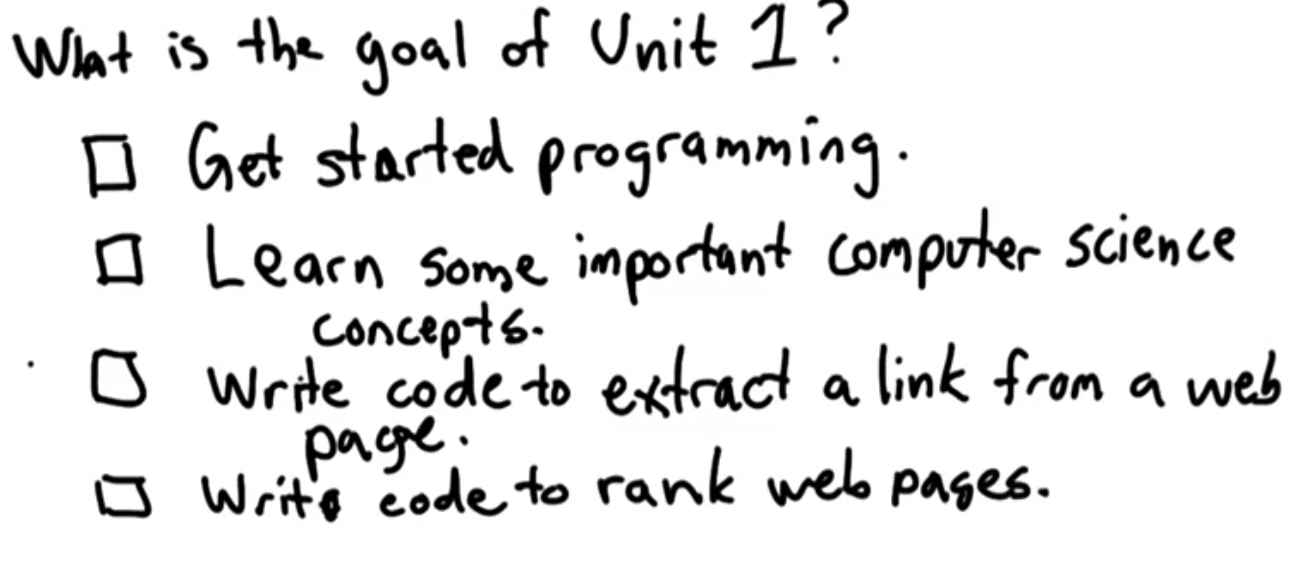 What is the goal of Unit 1?
Get started programming.
Learn some important computer science
concepts.
Write code to extract a link from a web
page.
Write code to rank web pages.